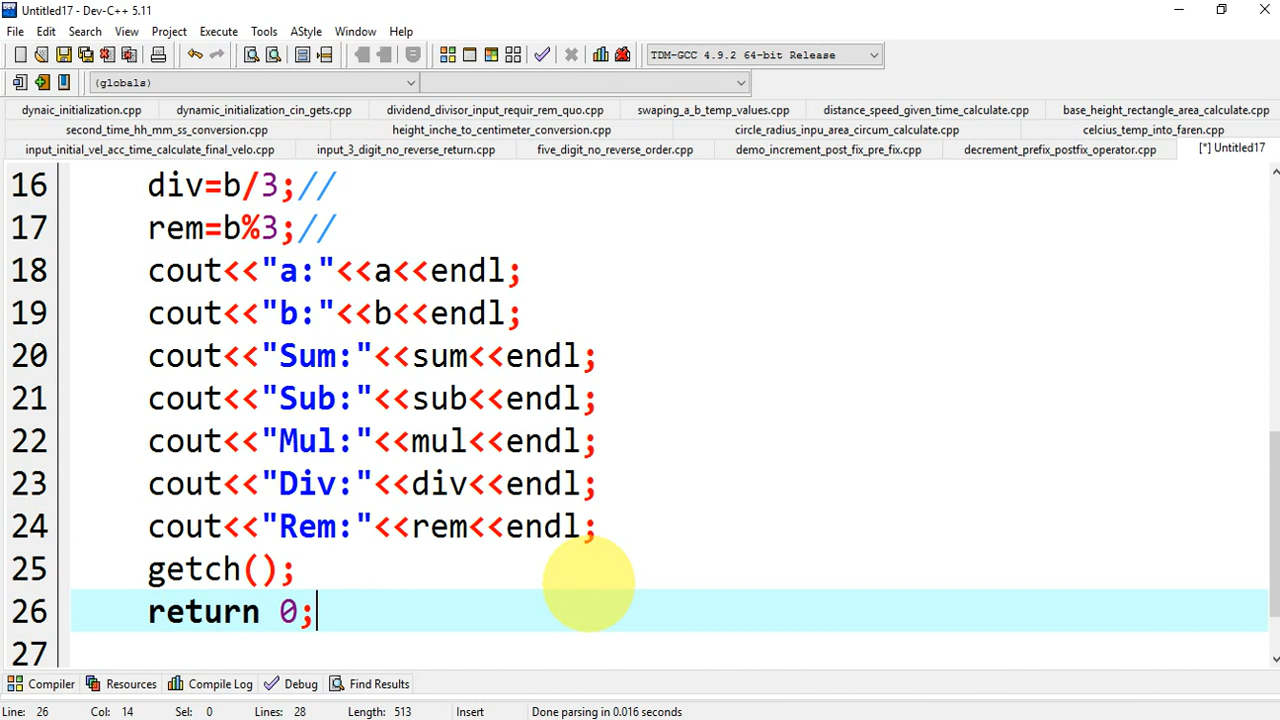 Untitled17 - Dev-C++ 5.11
File Edit Search View Project Execute Tools AStyle Window Help
TDM-GCC 4.9.2 64-bit Release
(globals)
dynaic_initialization.cpp dynamic_initialization_cin_gets.cpp dividend_divisor_input_requir_rem_quo.cpp swaping_a_b_temp_values.cpp distance_speed_given_time_calculate.cpp base_height_rectangle_area_calculate.cpp
second_time_hh_mm_ss_conversion.cpp height_inche_to_centimeter_conversion.cpp circle_radius_inpu_area_circum_calculate.cpp celcius_temp_into_faren.cpp
input_initial_vel_acc_time_calculate_final_velo.cpp input_3_digit_no_reverse_return.cpp five_digit_no_reverse_order.cpp demo_increment_post_fix_pre_fix.cpp decrement_prefix_postfix_operator.cpp [*] Untitled17
16 div=b/3;//
17 rem=b%3;//
18 cout<<"a:"<<a<<endl;
19 cout<<"b:"<<b<<endl;
20 cout<<"Sum:"<<sum<<endl;
21 cout<<"Sub:"<<sub<<endl;
22 cout<<"Mul:"<<mul<<endl;
23 cout<<"Div:"<<div<<endl;
24 cout<<"Rem:"<<rem<<endl;
25 getch();
26 return 0;
27
Compiler Resources Compile Log Debug Find Results
Line: 26 Col: 14 Sel: 0 Lines: 28 Length: 513 Insert Done parsing in 0.016 seconds